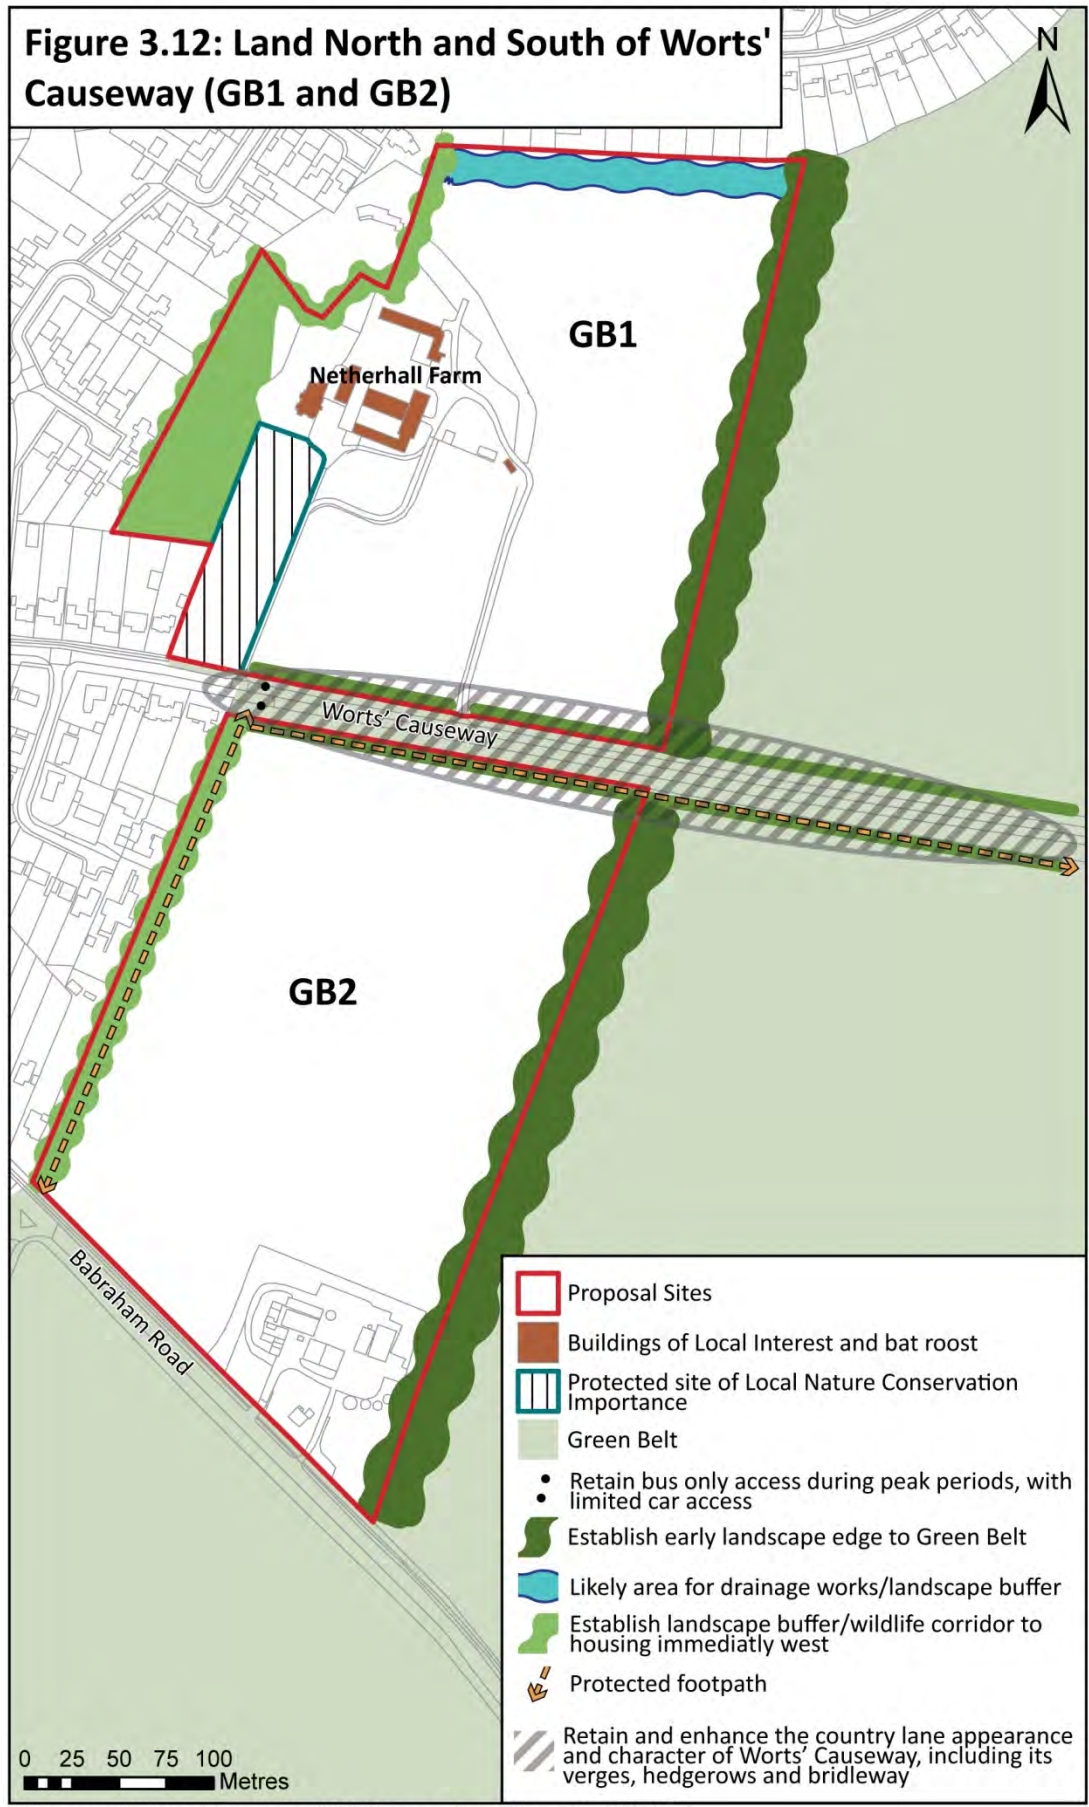 Figure 3.12: Land North and South of Worts'
Causeway (GB1 and GB2)
N
GB1
Netherhall Farm
Worts' Causeway
GB2
Babraham Road
Proposal Sites
Buildings of Local Interest and bat roost
Protected site of Local Nature Conservation
Importance
Green Belt
Retain bus only access during peak periods, with
limited car access
Establish early landscape edge to Green Belt
Likely area for drainage works/landscape buffer
Establish landscape buffer/wildlife corridor to
housing immediatly west
Protected footpath
Retain and enhance the country lane appearance
and character of Worts' Causeway, including its
verges, hedgerows and bridleway
0 25 50 75 100
Metres